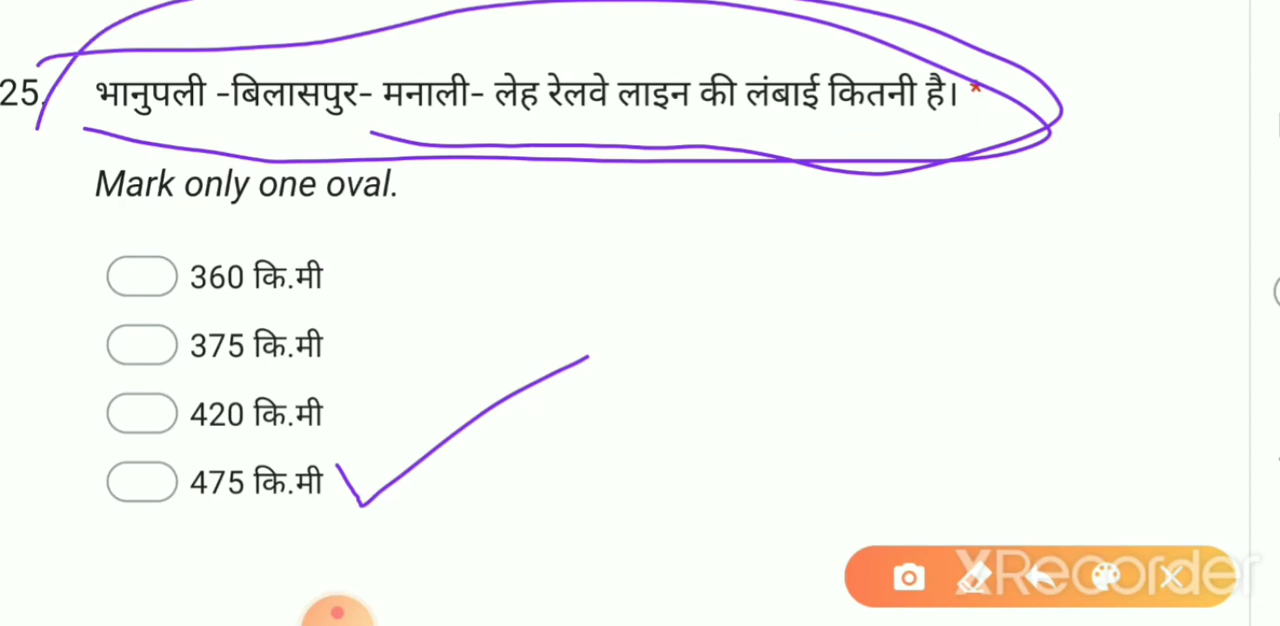 25. भानुपली -बिलासपुर- मनाली- लेह रेलवे लाइन की लंबाई कितनी है। *
Mark only one oval.
360 कि.मी
375 कि.मी
420 कि.मी
475 कि.मी
XRecorder